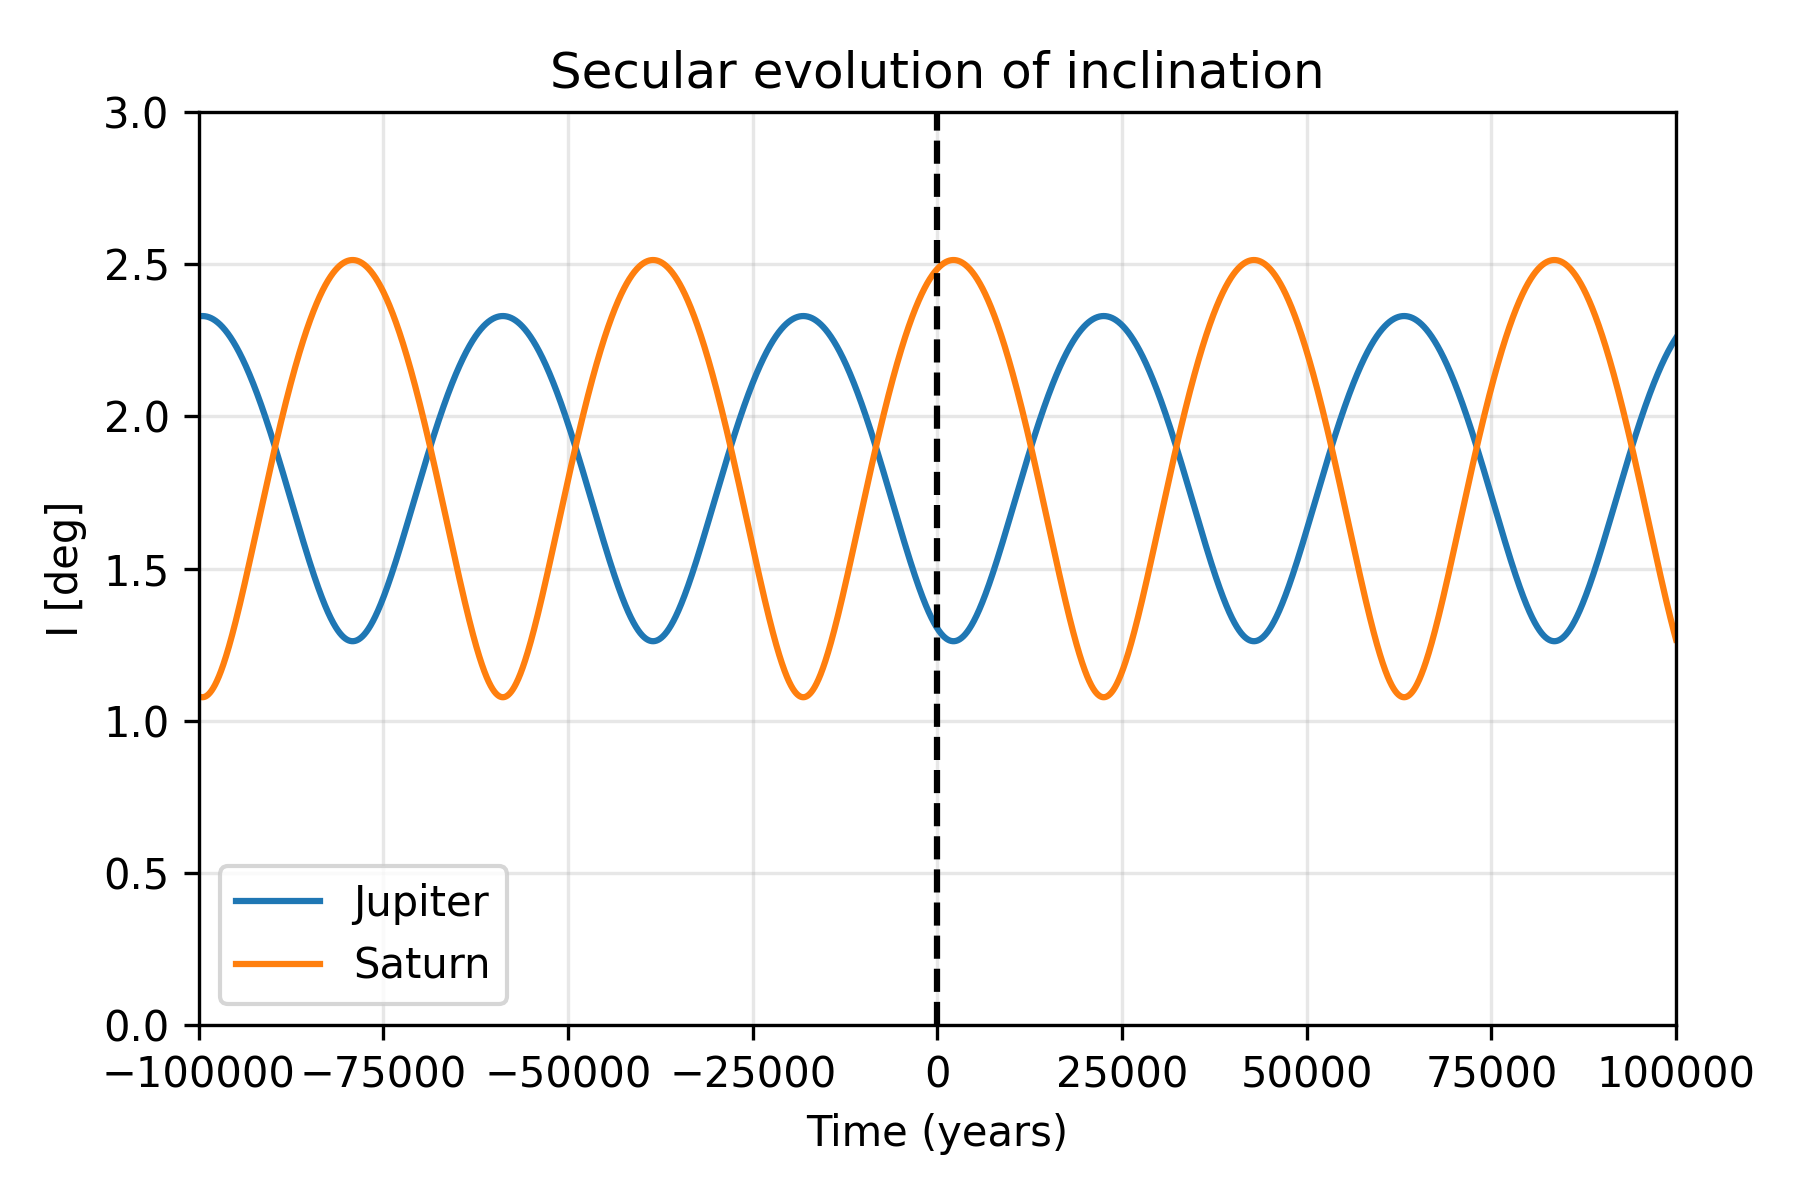 Secular evolution of inclination
3.0
2.5
2.0
1.5
1.0
0.5
0.0
I [deg]
Jupiter
Saturn
−100000 −75000 −50000 −25000 0 25000 50000 75000 100000
Time (years)